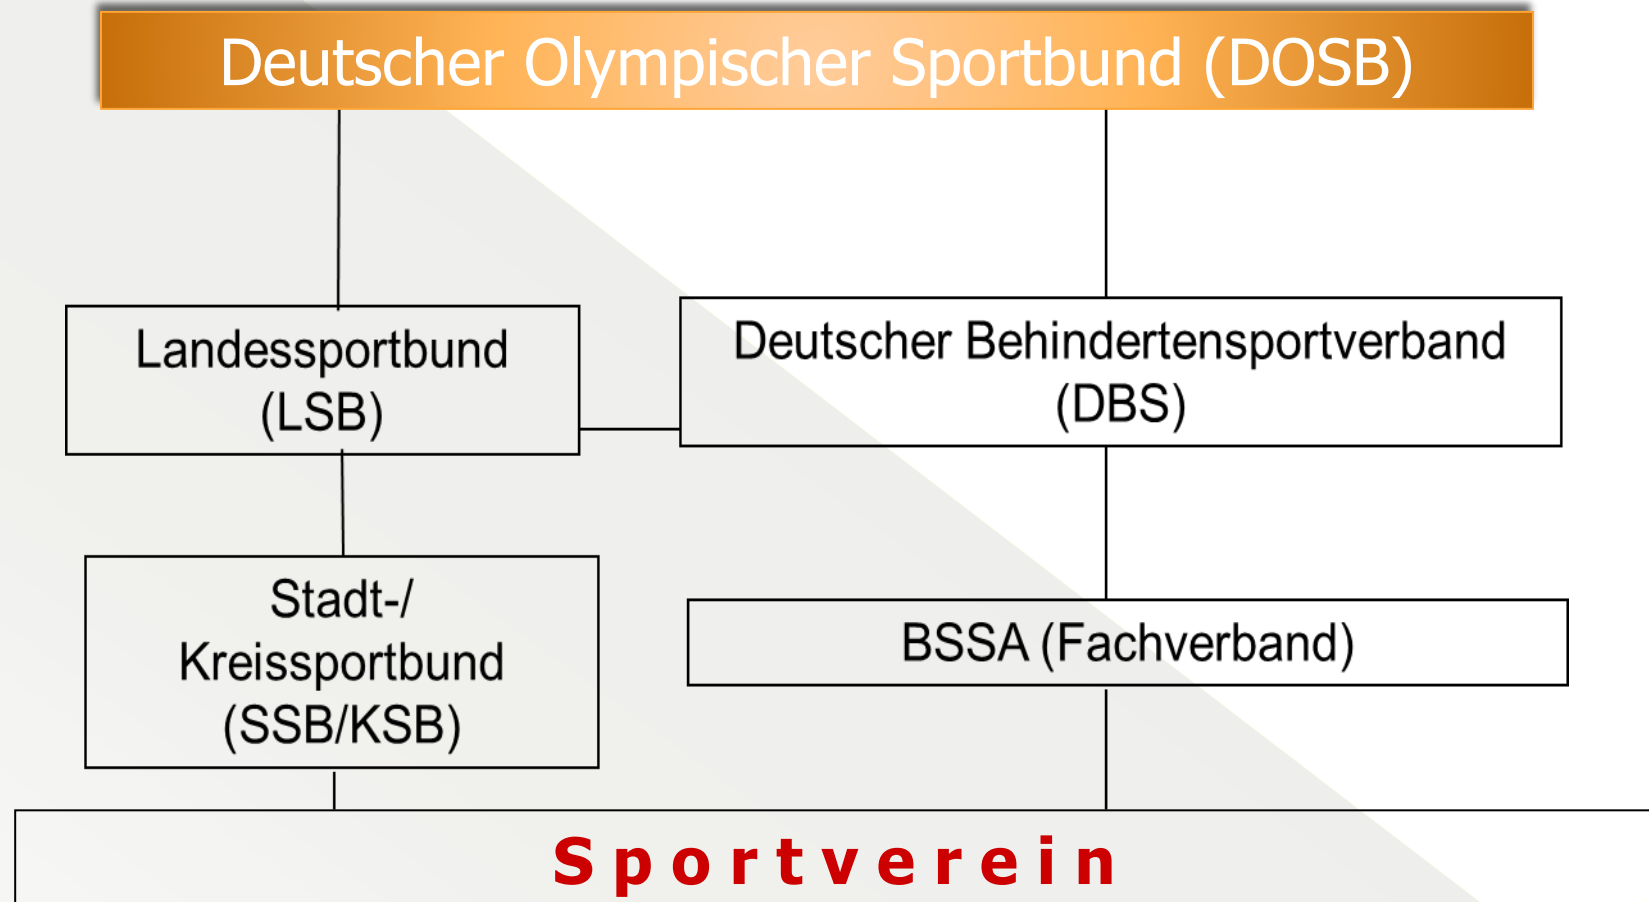 Deutscher Olympischer Sportbund (DOSB)
Landessportbund
(LSB)
Deutscher Behindertensportverband
(DBS)
Stadt-/
Kreissportbund
(SSB/KSB)
BSSA (Fachverband)
Sportverein